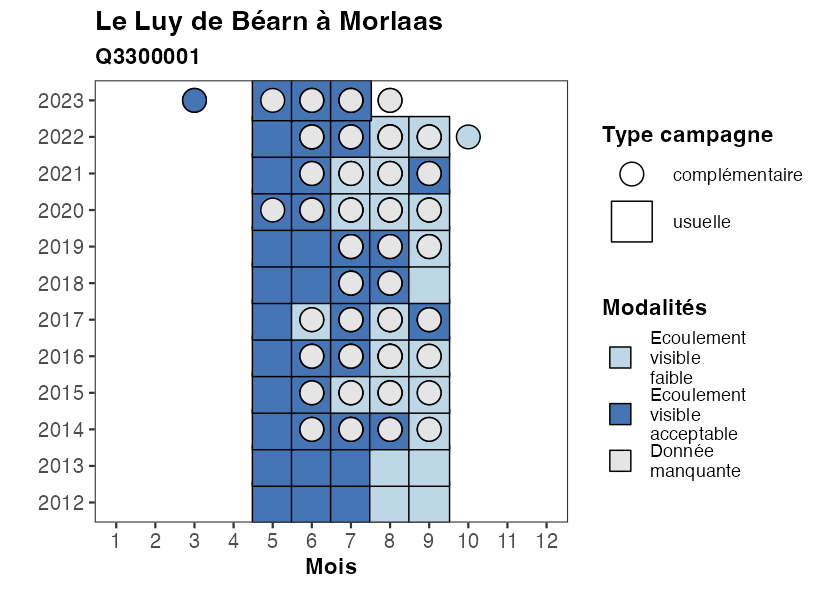 Le Luy de Béarn à Morlaas
Q3300001
2023
2022
2021
2020
2019
2018
2017
2016
2015
2014
2013
2012
1 2 3 4 5 6 7 8 9 10 11 12
Mois
Type campagne
complémentaire
usuelle
Modalités
Ecoulement
visible
faible
Ecoulement
visible
acceptable
Donnée
manquante